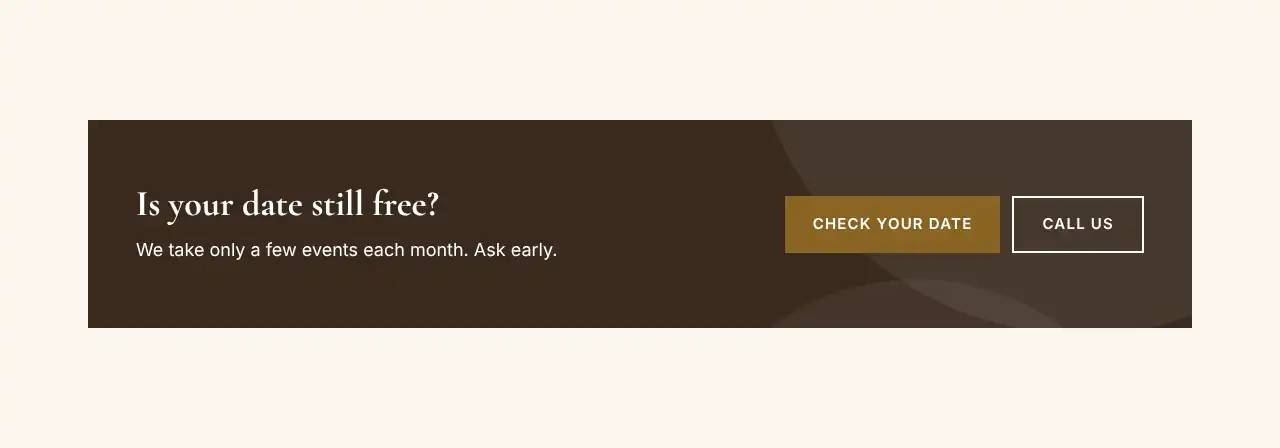 Is your date still free?
We take only a few events each month. Ask early.
CHECK YOUR DATE
CALL US